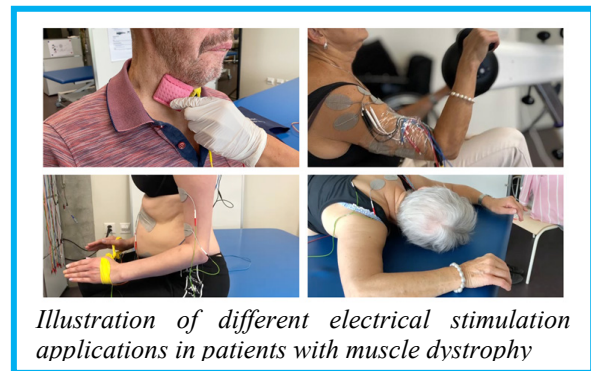 Illustration of different electrical stimulation
applications in patients with muscle dystrophy